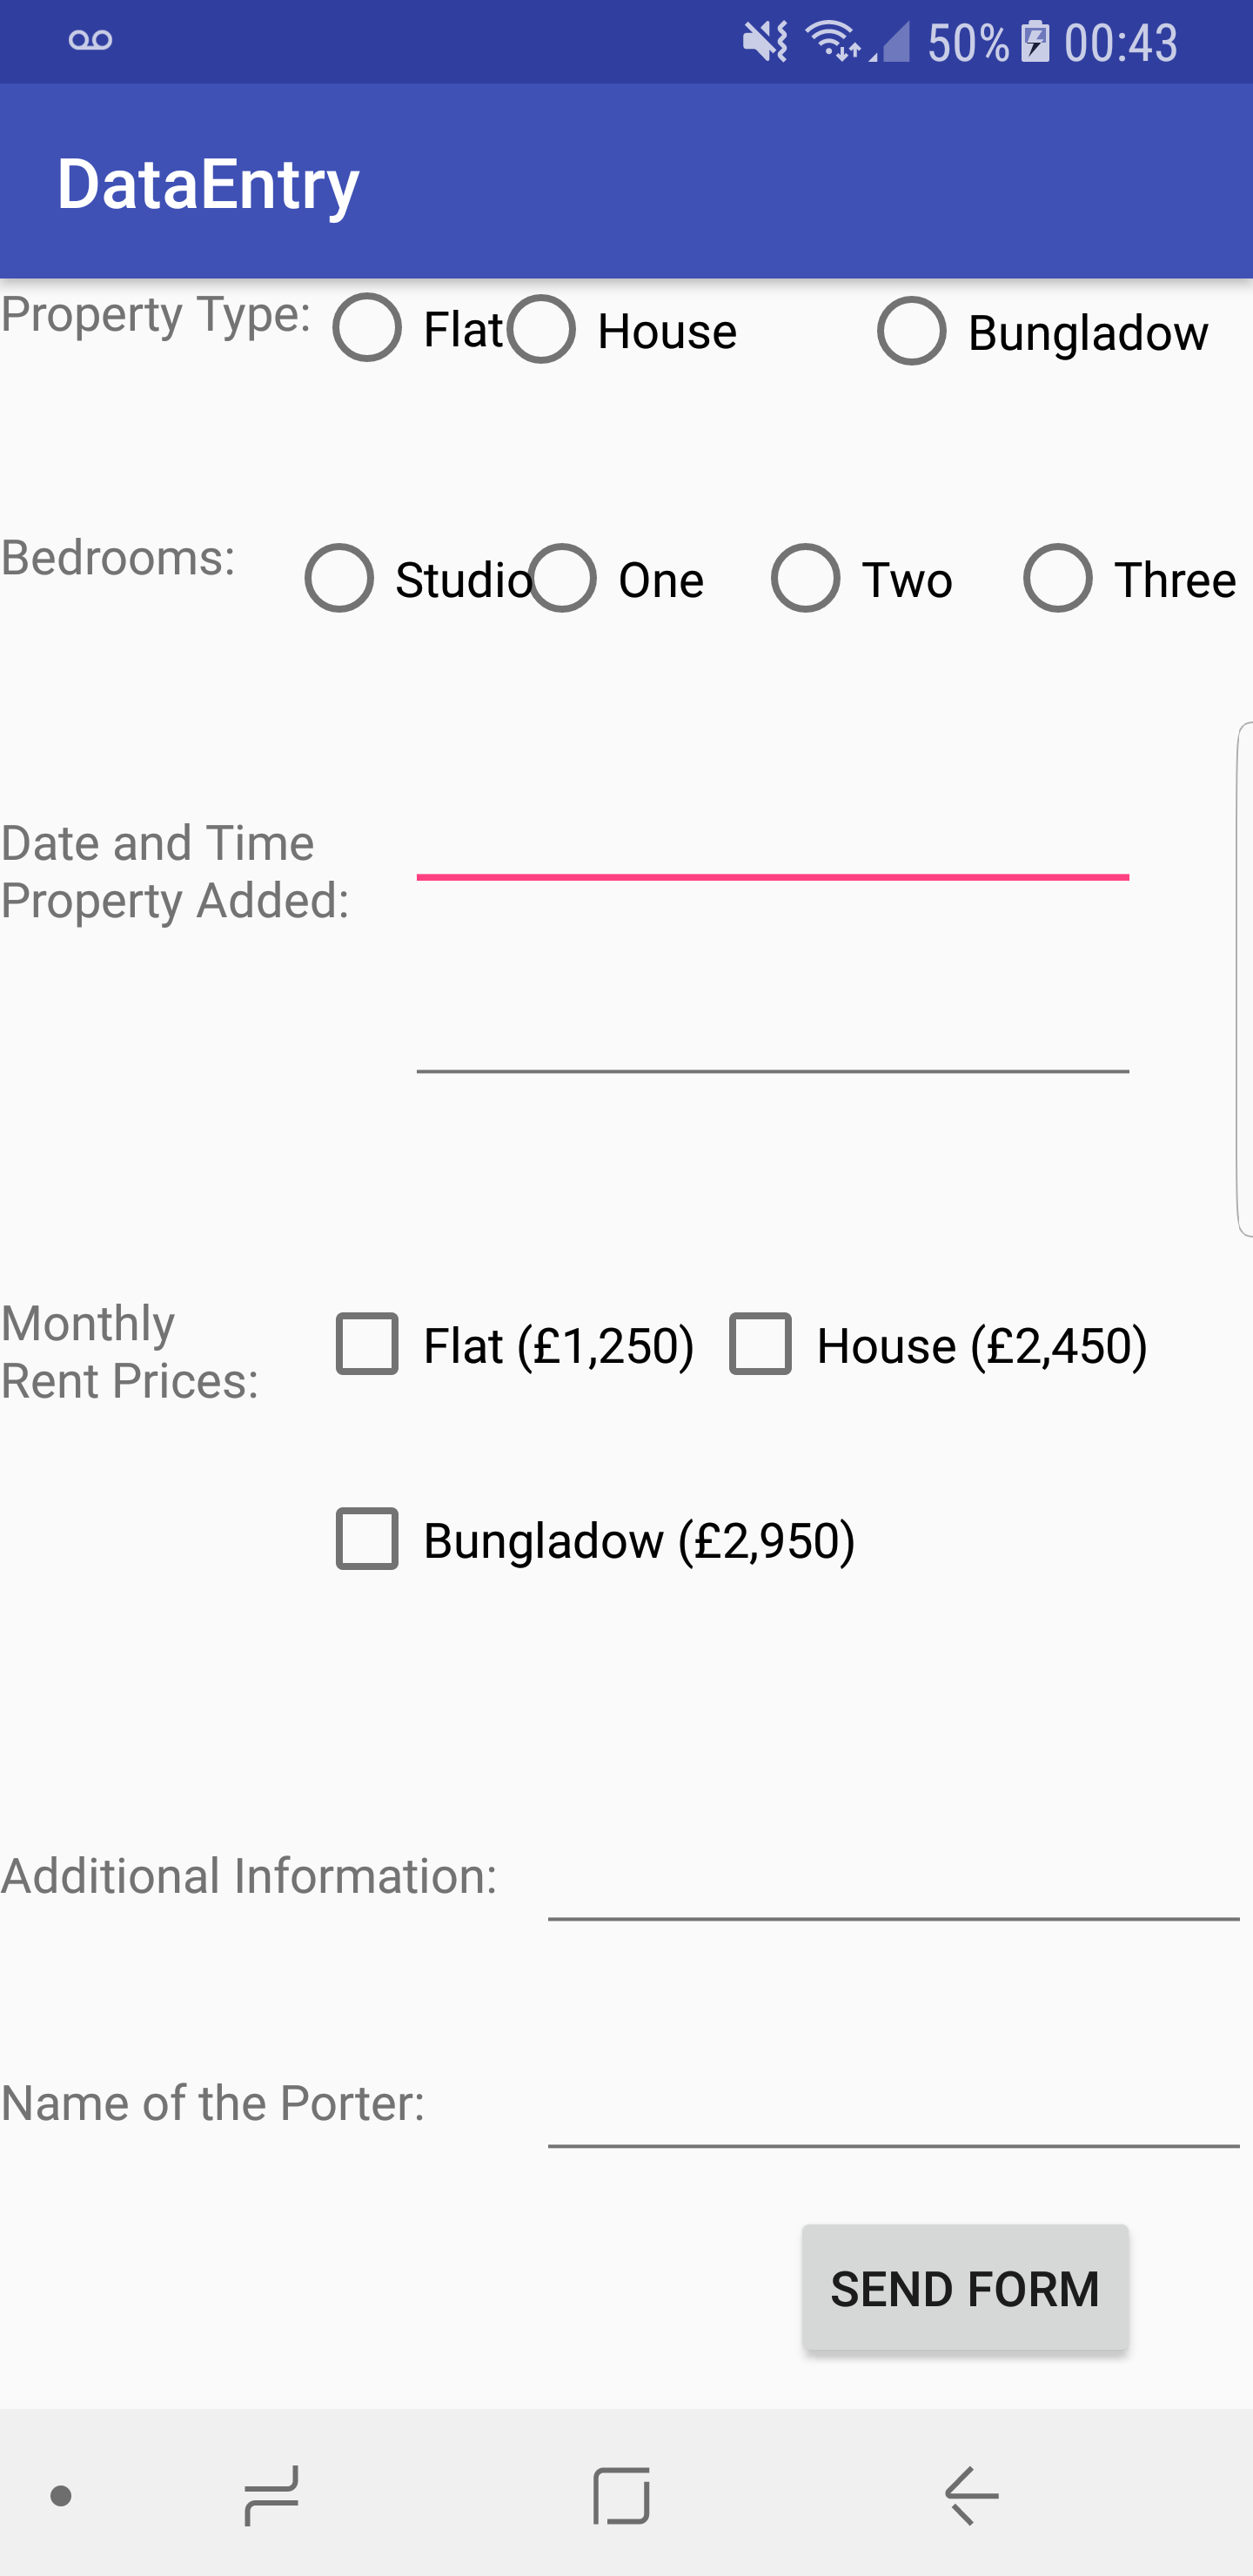 50% 00:43
DataEntry
Property Type: Flat House Bungladow
Bedrooms: Studio One Two Three
Date and Time
Property Added:
Monthly
Rent Prices:
Flat (£1,250) House (£2,450)
Bungladow (£2,950)
Additional Information:
Name of the Porter:
SEND FORM